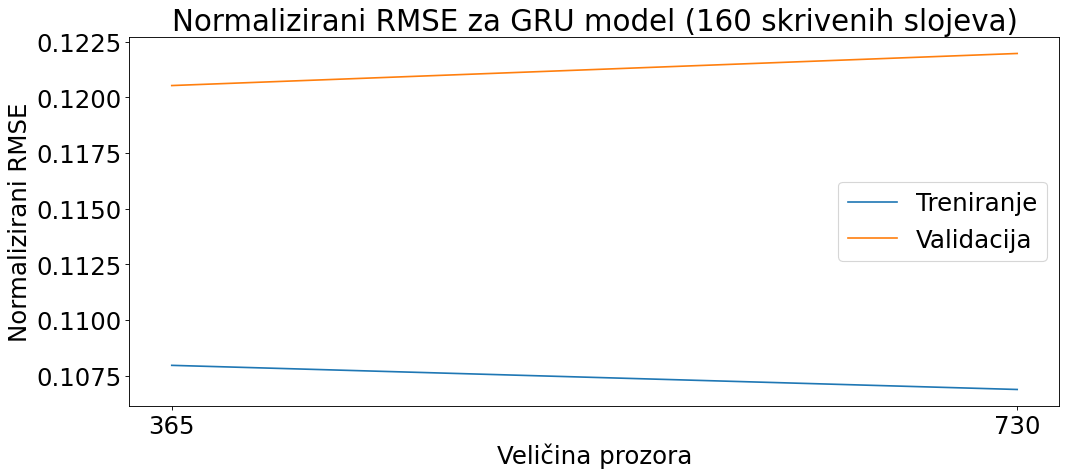 Normalizirani RMSE za GRU model (160 skrivenih slojeva)
0.1225
0.1200
0.1175
0.1150
0.1125
0.1100
0.1075
Normalizirani RMSE
Treniranje
Validacija
365
730
Veličina prozora